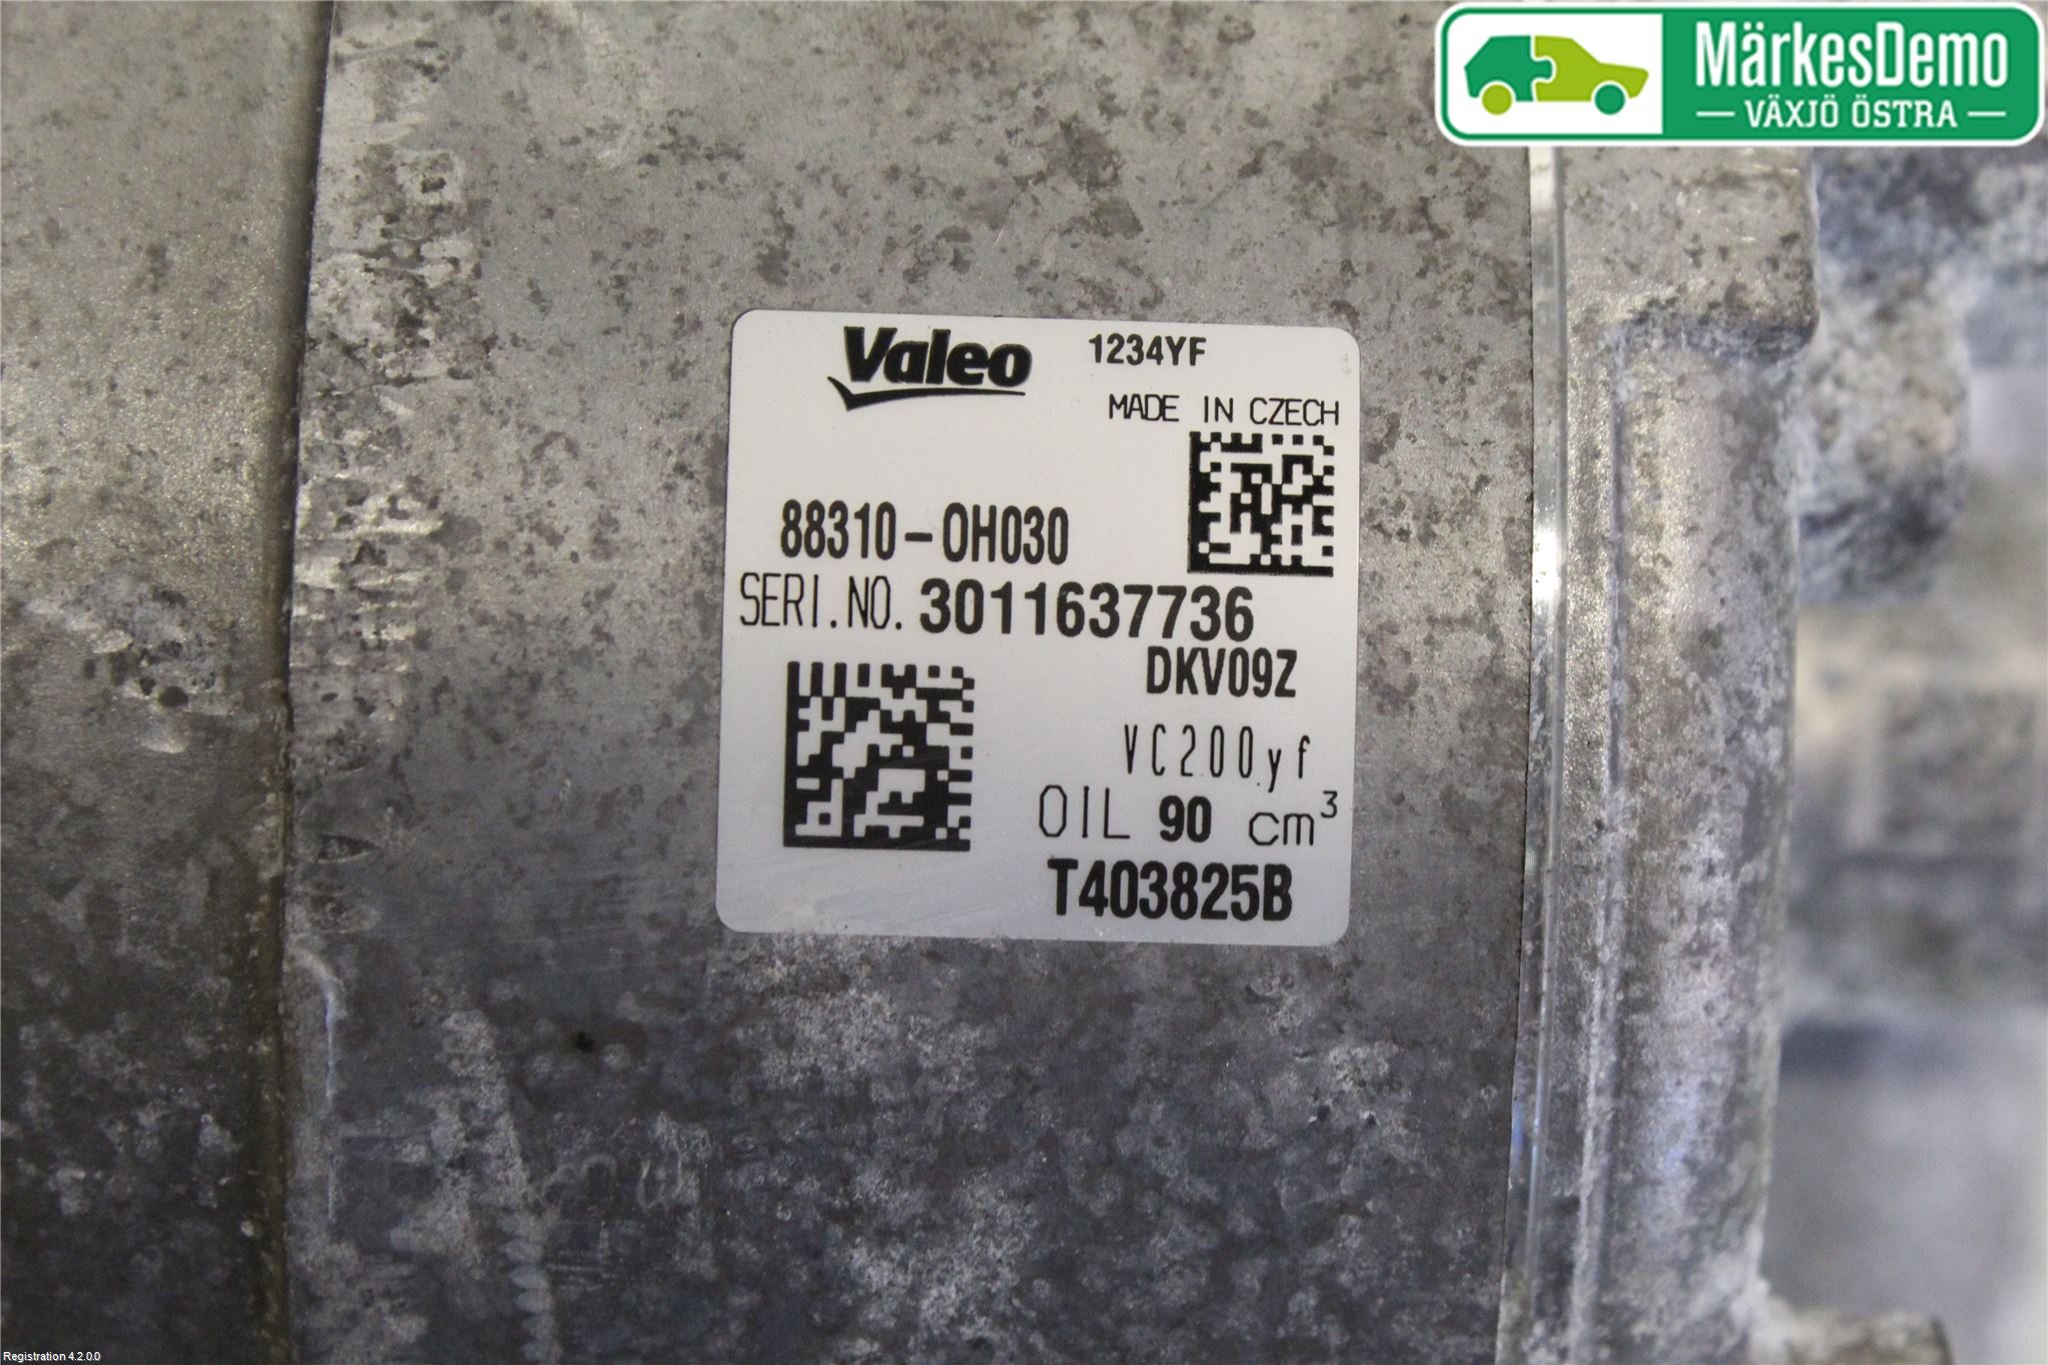 MärkesDemo
VÄXJÖ ÖSTRA
Valeo 1234YF
MADE IN CZECH
88310-0H030
SERI.NO. 3011637736
DKV09Z
VC200yf
OIL 90 cm³
T403825B
Registration 4.2.0.0